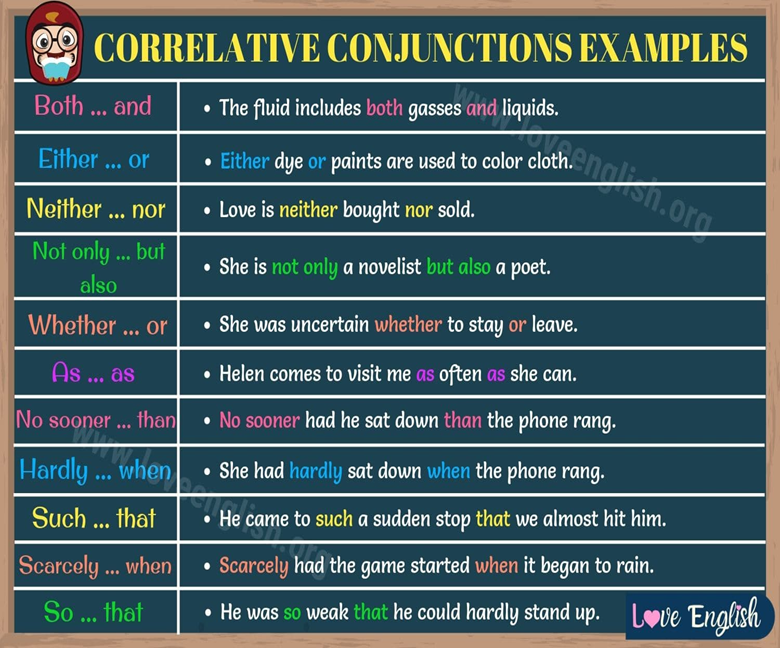 CORRELATIVE CONJUNCTIONS EXAMPLES
Both ... and
• The fluid includes both gasses and liquids.
Either ... or
• Either dye or paints are used to color cloth.
Neither ... nor
• Love is neither bought nor sold.
Not only ... but
also
• She is not only a novelist but also a poet.
Whether ... or
• She was uncertain whether to stay or leave.
As ... as
• Helen comes to visit me as often as she can.
No sooner ... than
• No sooner had he sat down than the phone rang.
Hardly ... when
• She had hardly sat down when the phone rang.
Such ... that
• He came to such a sudden stop that we almost hit him.
Scarcely ... when
• Scarcely had the game started when it began to rain.
So ... that
• He was so weak that he could hardly stand up.
Love English
www.loveenglish.org
www.loveenglish.org